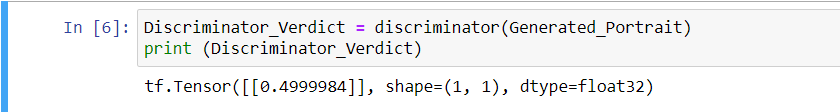 In [6]: Discriminator_Verdict = discriminator(Generated_Portrait)
print (Discriminator_Verdict)
tf.Tensor([[0.4999984]], shape=(1, 1), dtype=float32)